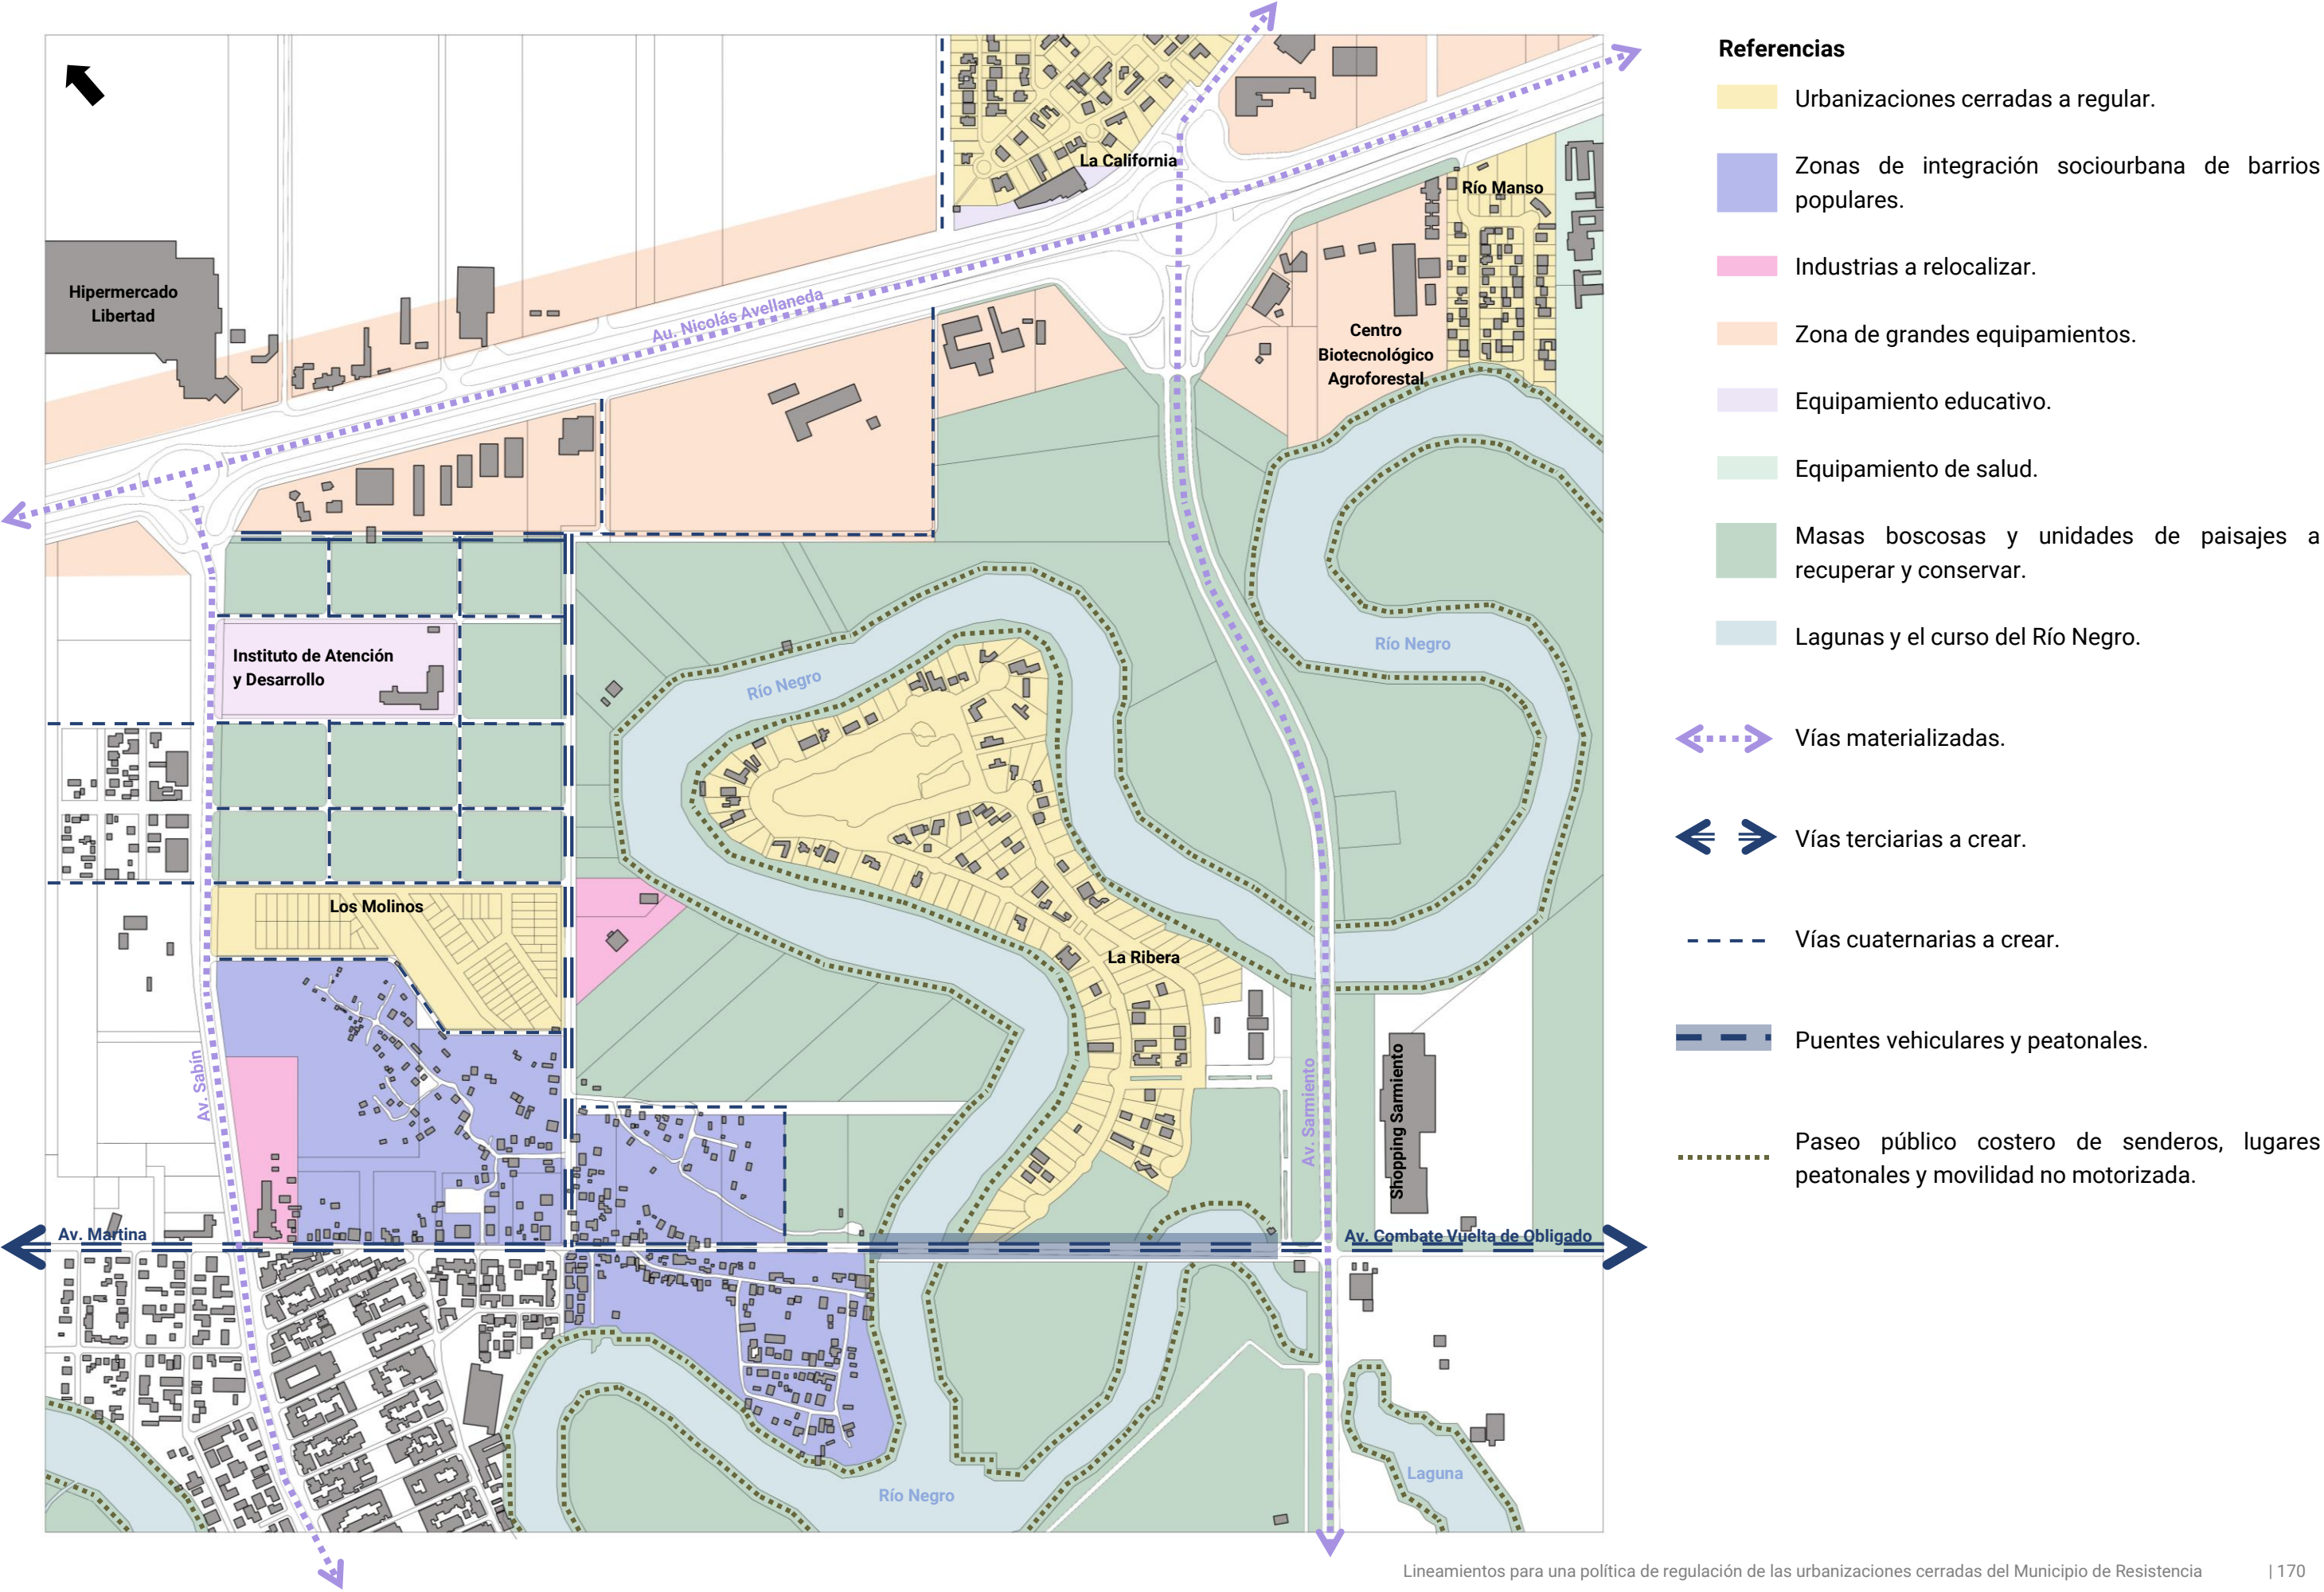 Referencias
Urbanizaciones cerradas a regular.
Zonas de integración sociourbana de barrios
populares.
Industrias a relocalizar.
Zona de grandes equipamientos.
Equipamiento educativo.
Equipamiento de salud.
Masas boscosas y unidades de paisajes a
recuperar y conservar.
Lagunas y el curso del Río Negro.
Vías materializadas.
Vías terciarias a crear.
Vías cuaternarias a crear.
Puentes vehiculares y peatonales.
Paseo público costero de senderos, lugares
peatonales y movilidad no motorizada.
La California
Río Manso
Hipermercado
Libertad
Au. Nicolás Avellaneda
Centro
Biotecnológico
Agroforestal
Instituto de Atención
y Desarrollo
Río Negro
Río Negro
Los Molinos
La Ribera
Av. Sabín
Av. Sarmiento
Shopping Sarmiento
Av. Martina
Av. Combate Vuelta de Obligado
Laguna
Río Negro
Lineamientos para una política de regulación de las urbanizaciones cerradas del Municipio de Resistencia | 170